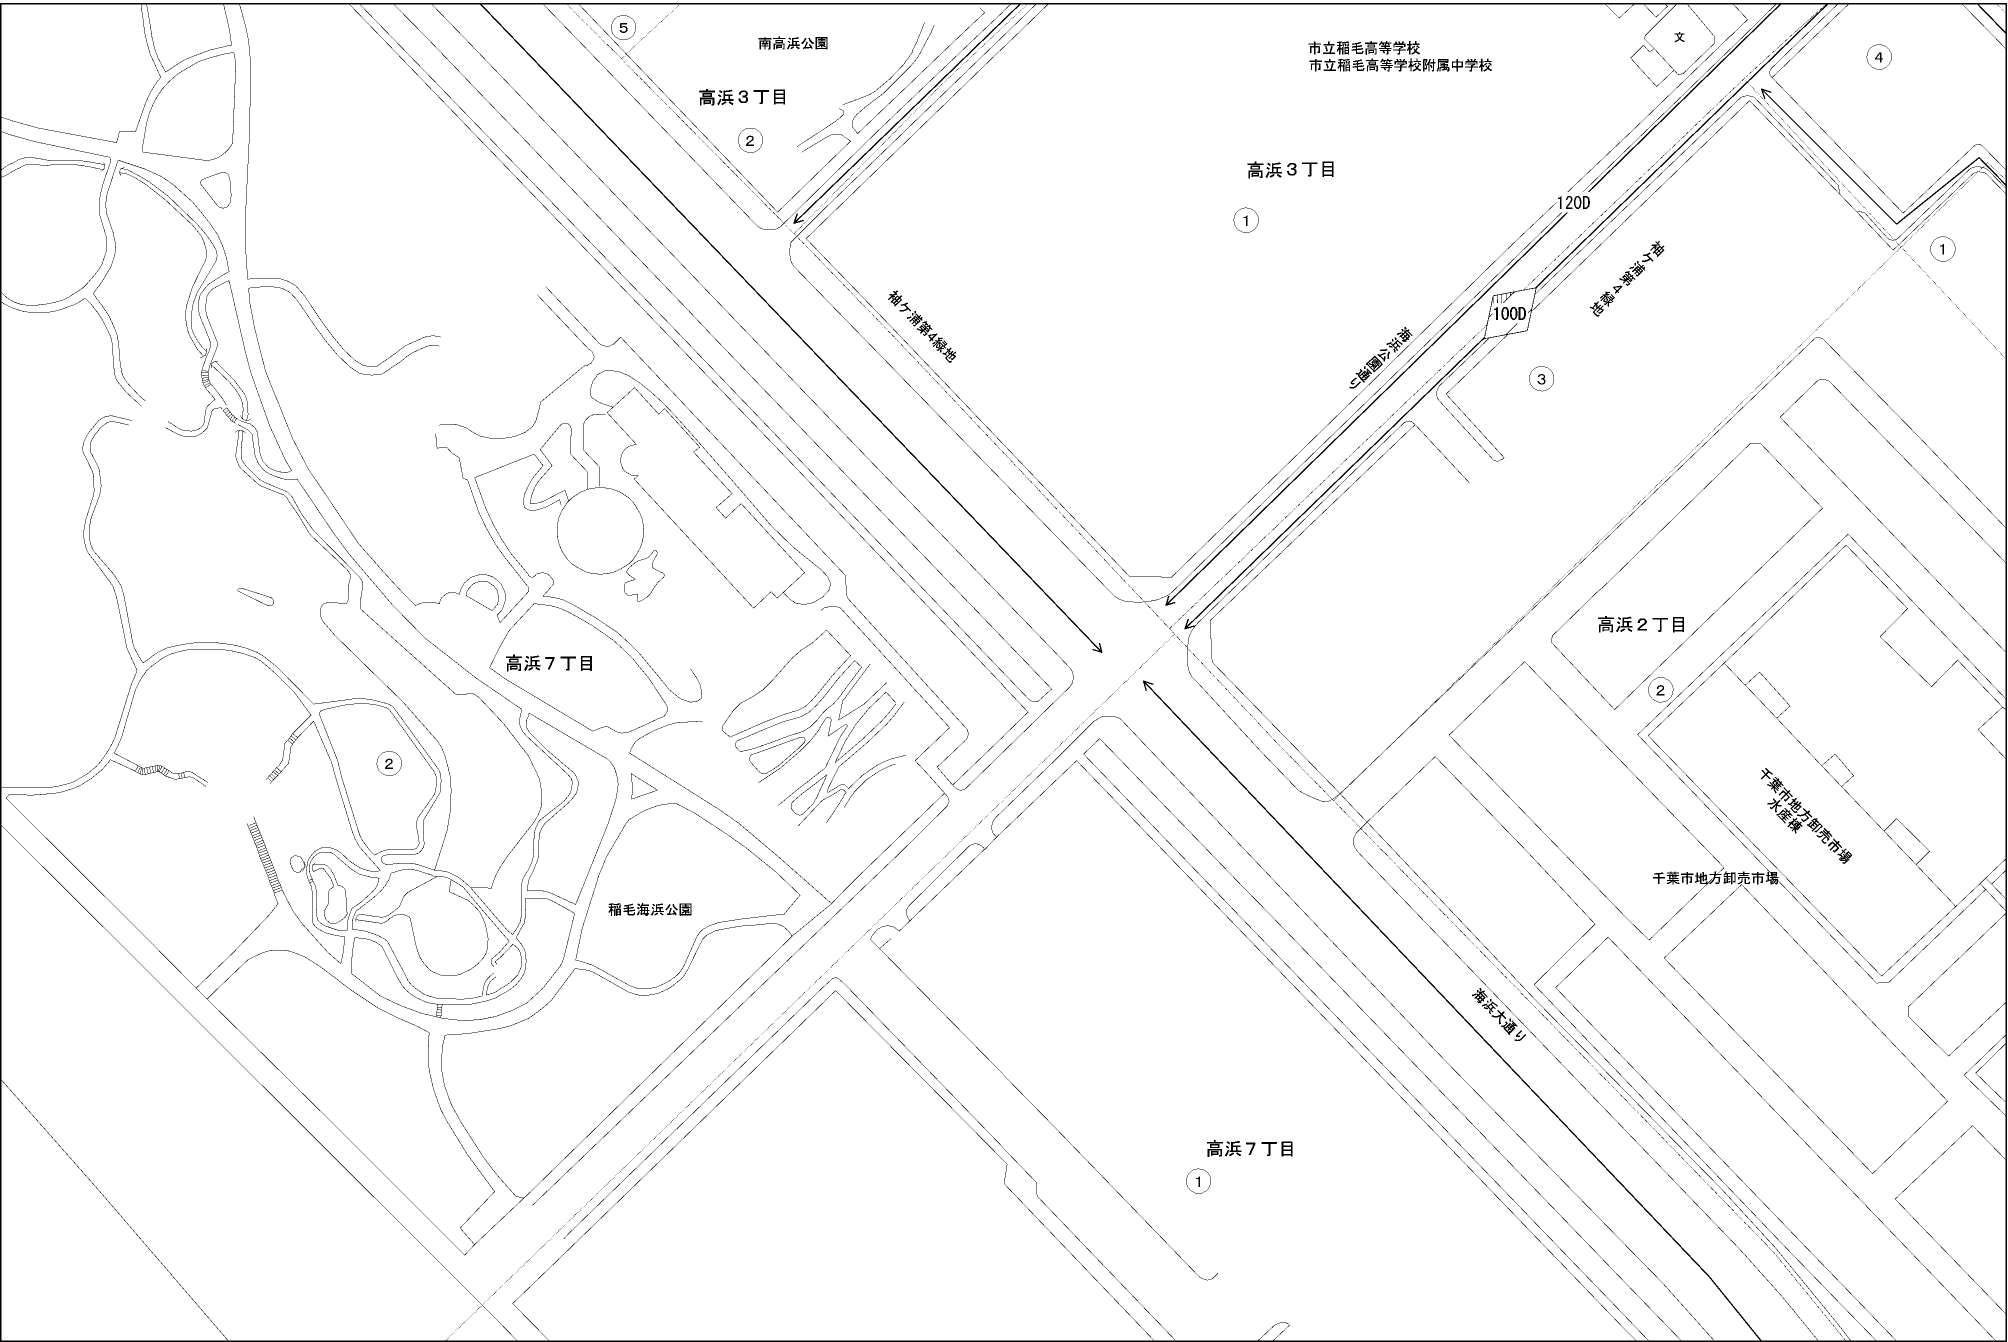 5
南高浜公園
市立稲毛高等学校
市立稲毛高等学校附属中学校
文
4
高浜3丁目
2
高浜3丁目
1
120D
袖ケ浦第4緑地
1
袖ケ浦第4緑地
100D
海浜公園通り
3
高浜2丁目
2
高浜7丁目
2
千葉市地方卸売市場
水産棟
千葉市地方卸売市場
稲毛海浜公園
海浜大通り
高浜7丁目
1